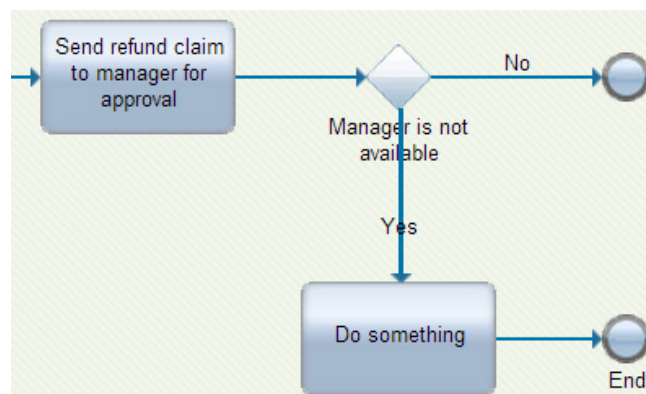 Send refund claim
to manager for
approval
No
Manager is not
available
Yes
Do something
End